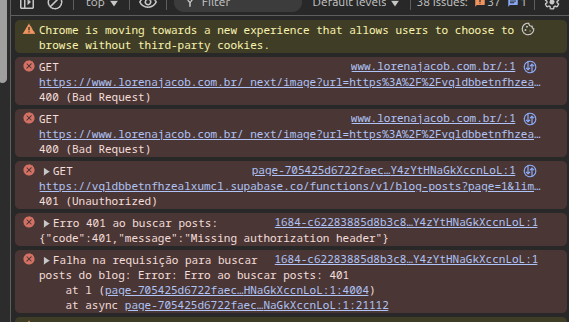 top Filter Default levels 38 Issues: 37 1
Chrome is moving towards a new experience that allows users to choose to
browse without third-party cookies.
GET www.lorenajacob.com.br/:1
https://www.lorenajacob.com.br/_next/image?url=https%3A%2F%2Fvqldbbetnfhzea…
400 (Bad Request)
GET www.lorenajacob.com.br/:1
https://www.lorenajacob.com.br/_next/image?url=https%3A%2F%2Fvqldbbetnfhzea…
400 (Bad Request)
GET page-705425d6722faec…Y4zYtHNaGkXccnLoL:1
https://vqldbbetnfhzealxumcl.supabase.co/functions/v1/blog-posts?page=1&lim…
401 (Unauthorized)
Erro 401 ao buscar posts: 1684-c62283885d8b3c8…Y4zYtHNaGkXccnLoL:1
{"code":401,"message":"Missing authorization header"}
Falha na requisição para buscar 1684-c62283885d8b3c8…Y4zYtHNaGkXccnLoL:1
posts do blog: Error: Erro ao buscar posts: 401
at 1 (page-705425d6722faec…HNaGkXccnLoL:1:4004)
at async page-705425d6722faec…NaGkXccnLoL:1:21112